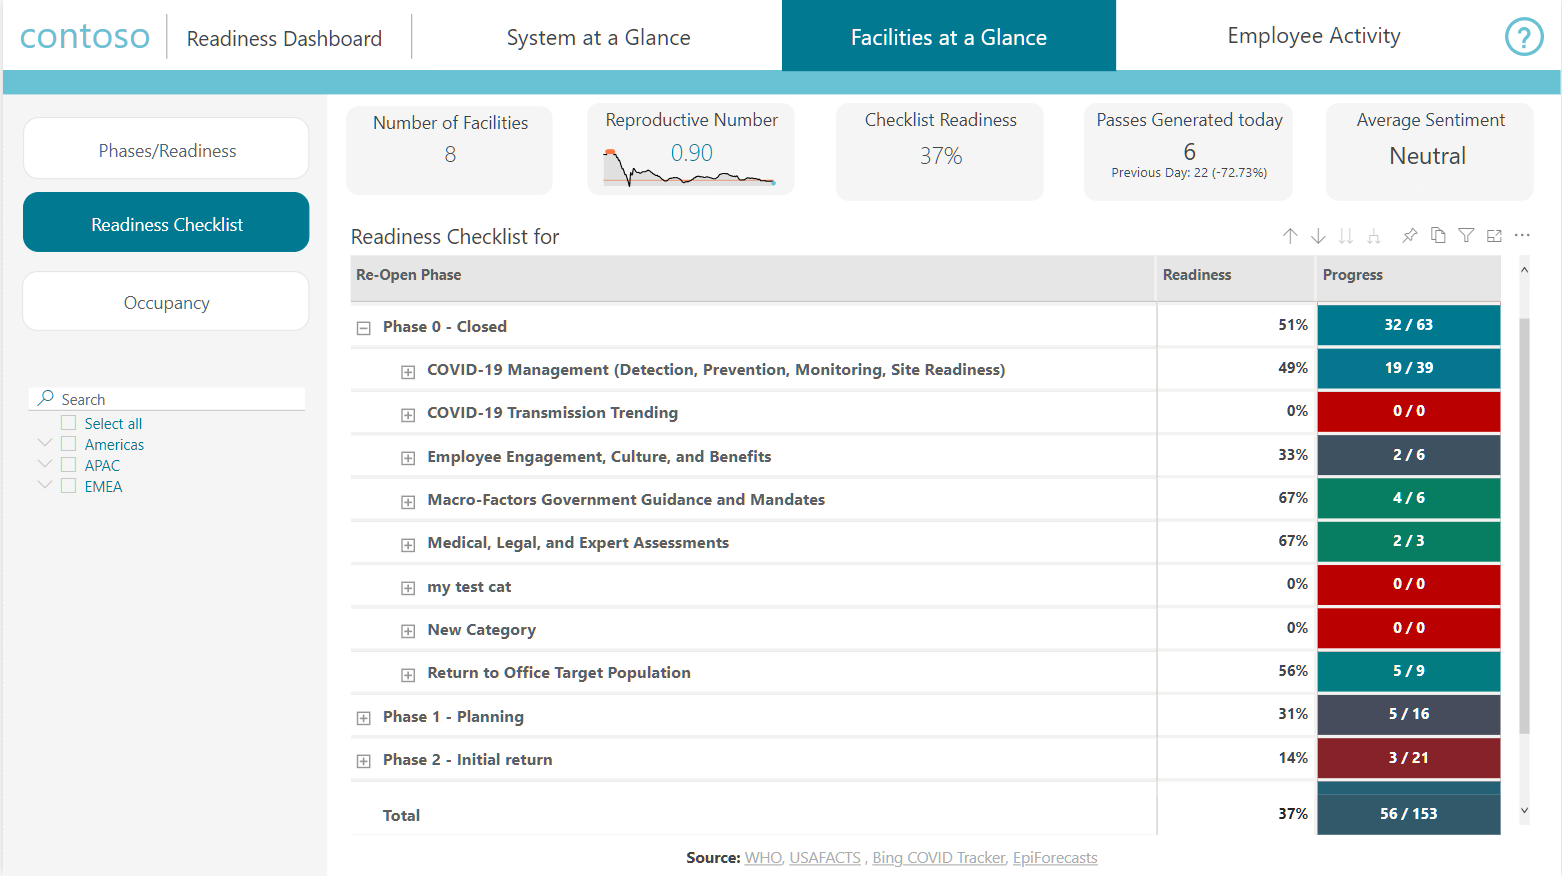 contoso
Readiness Dashboard
System at a Glance
Facilities at a Glance
Employee Activity
?
Phases/Readiness
Readiness Checklist
Occupancy
Search
Select all
Americas
APAC
EMEA
Number of Facilities
8
Reproductive Number
0.90
Checklist Readiness
37%
Passes Generated today
6
Previous Day: 22 (-72.73%)
Average Sentiment
Neutral
Readiness Checklist for
Re-Open Phase Readiness Progress
Phase 0 - Closed 51% 32 / 63
COVID-19 Management (Detection, Prevention, Monitoring, Site Readiness) 49% 19 / 39
COVID-19 Transmission Trending 0% 0 / 0
Employee Engagement, Culture, and Benefits 33% 2 / 6
Macro-Factors Government Guidance and Mandates 67% 4 / 6
Medical, Legal, and Expert Assessments 67% 2 / 3
my test cat 0% 0 / 0
New Category 0% 0 / 0
Return to Office Target Population 56% 5 / 9
Phase 1 - Planning 31% 5 / 16
Phase 2 - Initial return 14% 3 / 21
Total 37% 56 / 153
Source: WHO, USAFACTS , Bing COVID Tracker, EpiForecasts